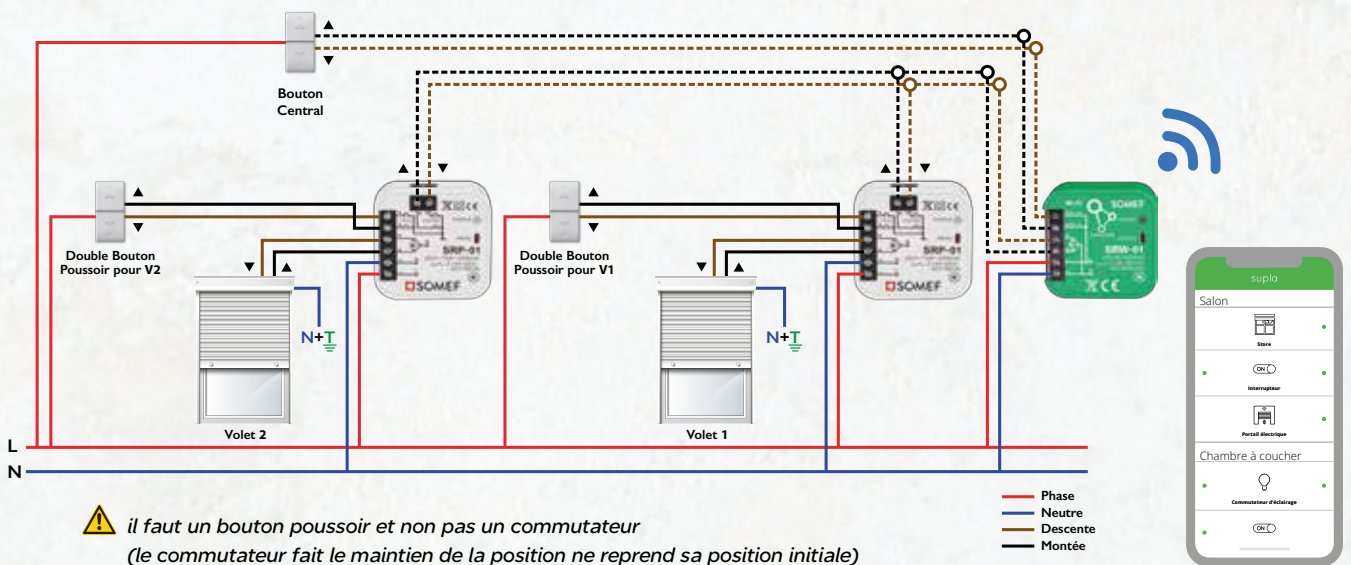 Bouton
Central
Double Bouton
Poussoir pour V2
SRP-01
SOMEF
Double Bouton
Poussoir pour V1
SRP-01
SOMEF
SOMEF
SRW-01
N+T
Volet 2
N+T
Volet 1
L
N
il faut un bouton poussoir et non pas un commutateur
(le commutateur fait le maintien de la position ne reprend sa position initiale)
Phase
Neutre
Descente
Montée
supla
Salon
Store
ON
Interrupteur
Portail électrique
Chambre à coucher
Commutateur d'éclairage
ON